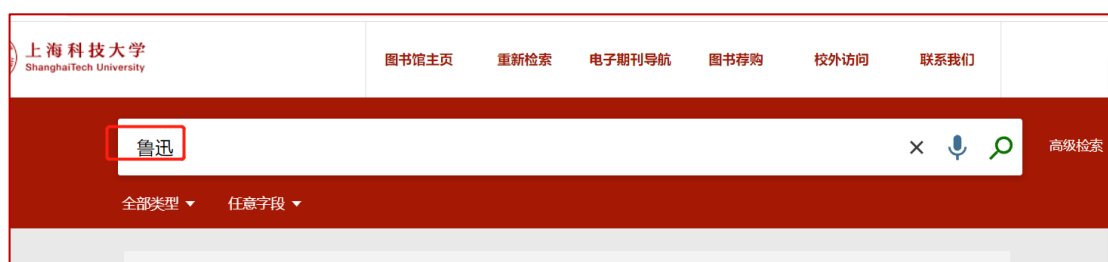 上海科技大学
ShanghaiTech University
图书馆主页 重新检索 电子期刊导航 图书荐购 校外访问 联系我们
鲁迅
高级检索
全部类型 任意字段